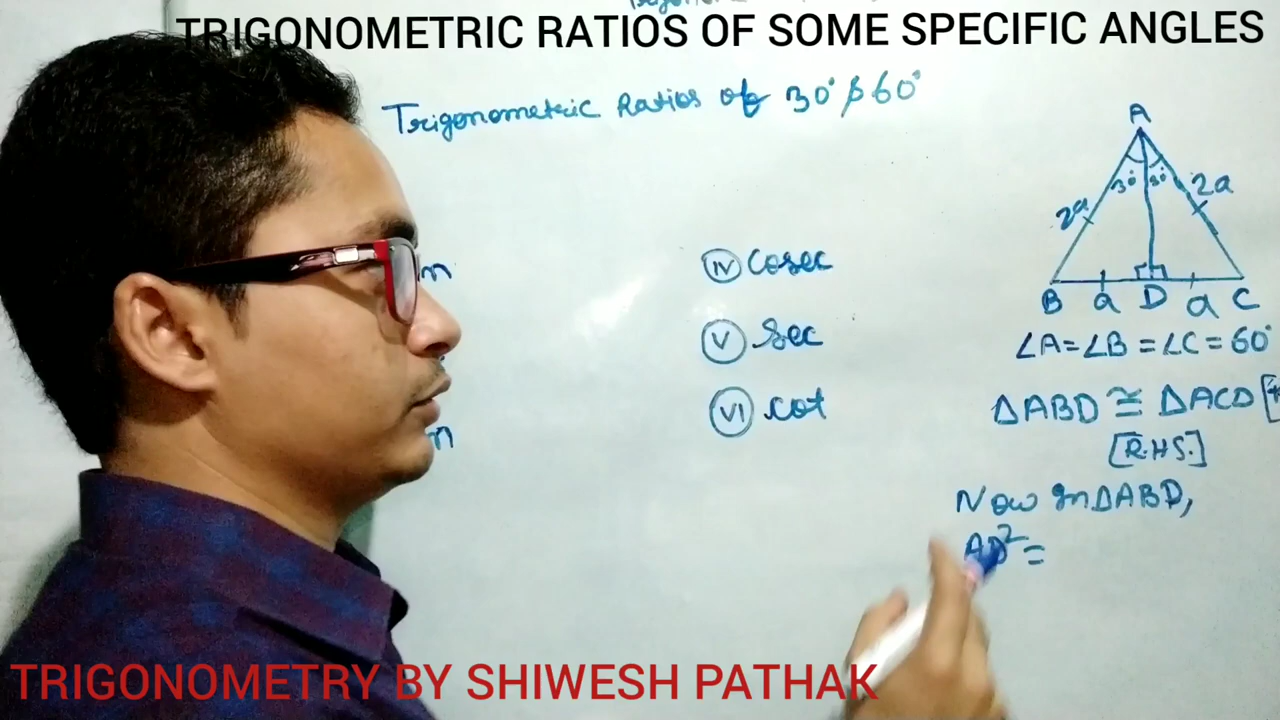 TRIGONOMETRIC RATIOS OF SOME SPECIFIC ANGLES
Trigonometric Ratios of 30° & 60°
A
30° 30°
2a 2a
B a D a C
n
IV cosec
V sec
∠A=∠B=∠C=60°
VI cot
n
ΔABD ≅ ΔACD [
[R.H.S.]
Now In ΔABD,
AD² =
TRIGONOMETRY BY SHIWESH PATHAK